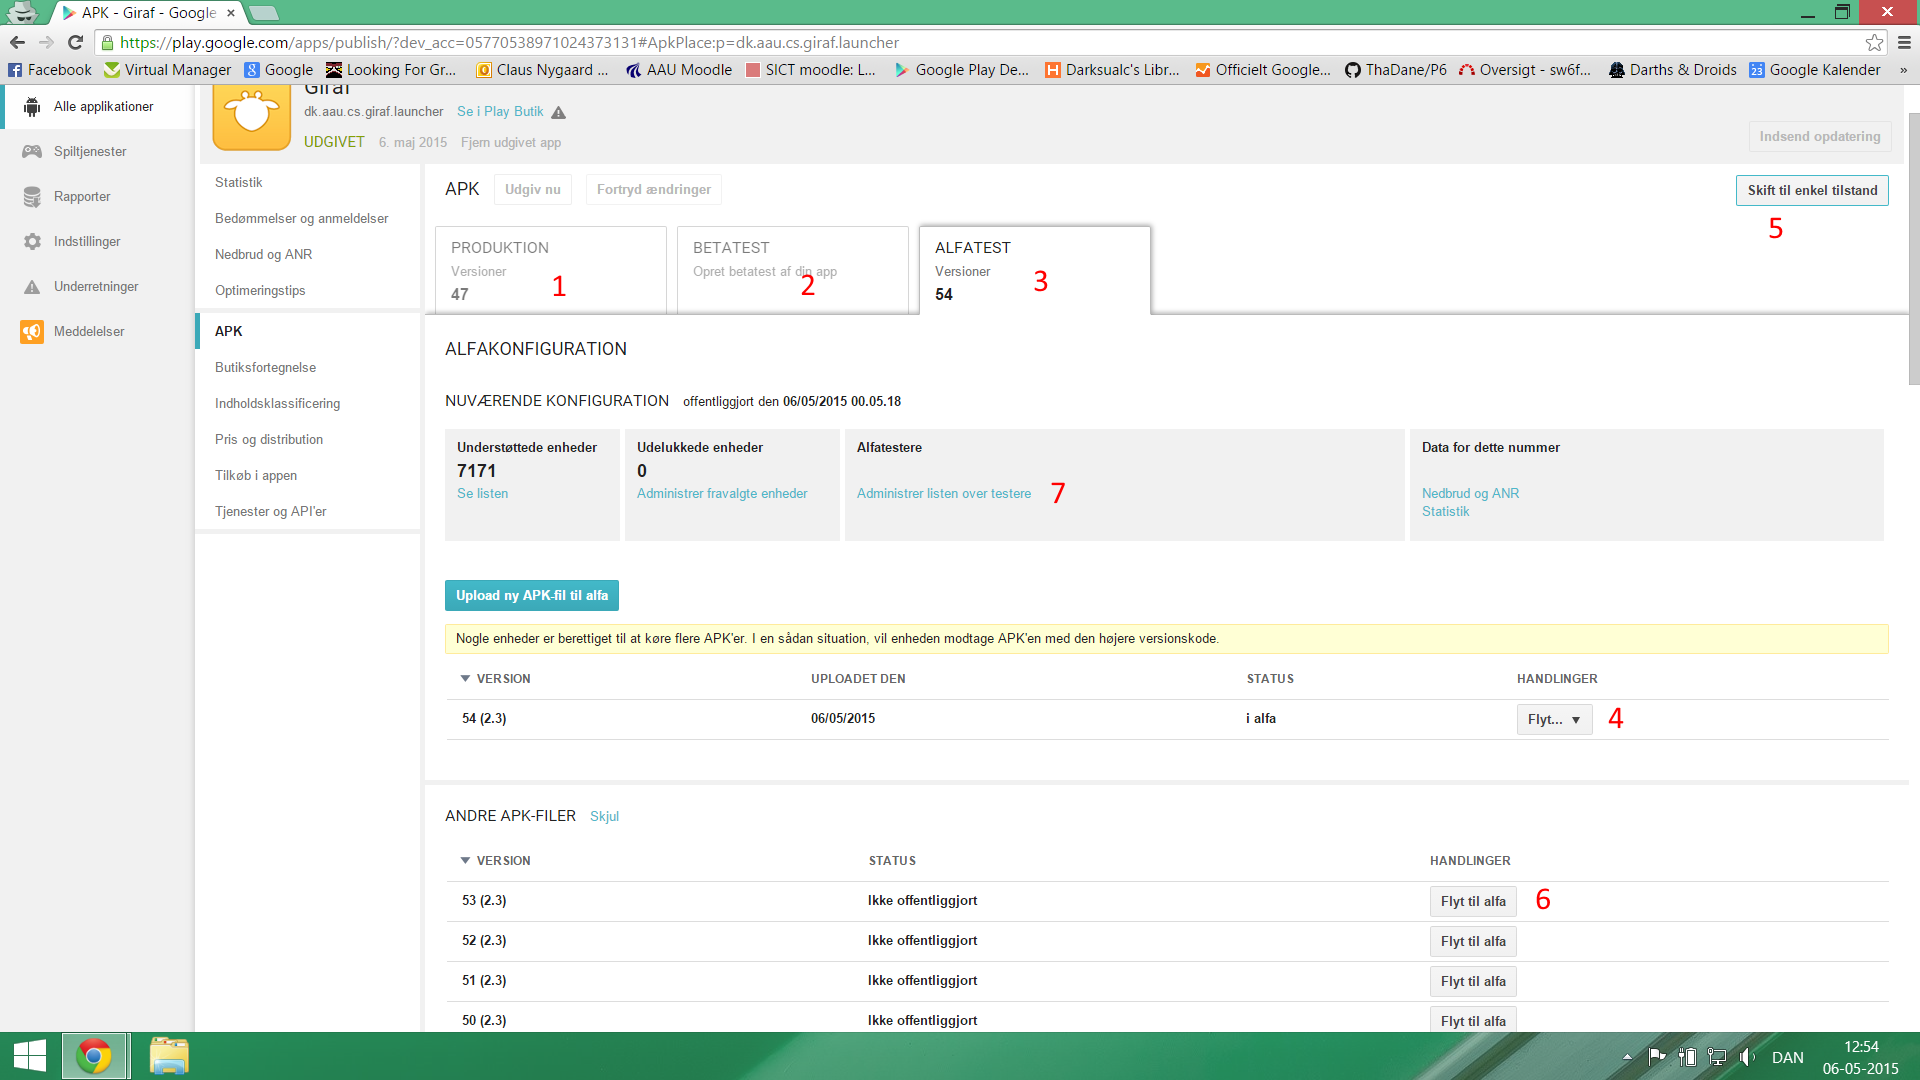 APK - Giraf - Google
https://play.google.com/apps/publish/?dev_acc=05770538971024373131#ApkPlace:p=dk.aau.cs.giraf.launcher
Facebook Virtual Manager Google Looking For Gr... Claus Nygaard ... AAU Moodle SICT moodle: L... Google Play De... Darksualc's Libr... Officielt Google... ThaDane/P6 Oversigt - sw6f... Darths & Droids Google Kalender »
Alle applikationer
Spiltjenester
Rapporter
Indstillinger
Underretninger
Meddelelser
Giraf
dk.aau.cs.giraf.launcher Se i Play Butik
UDGIVET 6. maj 2015 Fjern udgivet app
Indsend opdatering
Statistik
Bedømmelser og anmeldelser
Nedbrud og ANR
Optimeringstips
APK
Butiksfortegnelse
Indholdsklassificering
Pris og distribution
Tilkøb i appen
Tjenester og API'er
APK Udgiv nu Fortryd ændringer
Skift til enkel tilstand
5
PRODUKTION
Versioner
47
1
BETATEST
Opret betatest af din app
2
ALFATEST
Versioner
54
3
ALFAKONFIGURATION
NUVÆRENDE KONFIGURATION offentliggjort den 06/05/2015 00.05.18
Understøttede enheder
7171
Se listen
Udelukkede enheder
0
Administrer fravalgte enheder
Alfatestere
Administrer listen over testere 7
Data for dette nummer
Nedbrud og ANR
Statistik
Upload ny APK-fil til alfa
Nogle enheder er berettiget til at køre flere APK'er. I en sådan situation, vil enheden modtage APK'en med den højere versionskode.
VERSION UPLOADET DEN STATUS HANDLINGER
54 (2.3) 06/05/2015 i alfa Flyt... 4
ANDRE APK-FILER Skjul
VERSION STATUS HANDLINGER
53 (2.3) Ikke offentliggjort Flyt til alfa 6
52 (2.3) Ikke offentliggjort Flyt til alfa
51 (2.3) Ikke offentliggjort Flyt til alfa
50 (2.3) Ikke offentliggjort Flyt til alfa
DAN
12:54
06-05-2015